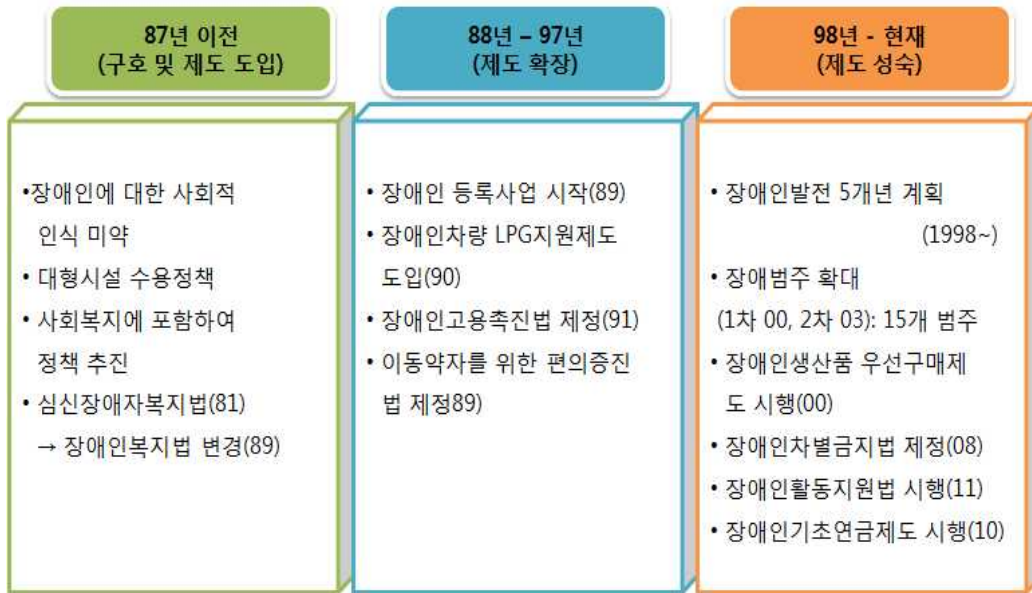 87년 이전
(구호 및 제도 도입)
•장애인에 대한 사회적
인식 미약
• 대형시설 수용정책
• 사회복지에 포함하여
정책 추진
• 심신장애자복지법(81)
→ 장애인복지법 변경(89)
88년 – 97년
(제도 확장)
• 장애인 등록사업 시작(89)
• 장애인차량 LPG지원제도
도입(90)
• 장애인고용촉진법 제정(91)
• 이동약자를 위한 편의증진
법 제정89)
98년 - 현재
(제도 성숙)
• 장애인발전 5개년 계획
(1998~)
• 장애범주 확대
(1차 00, 2차 03): 15개 범주
• 장애인생산품 우선구매제
도 시행(00)
• 장애인차별금지법 제정(08)
• 장애인활동지원법 시행(11)
• 장애인기초연금제도 시행(10)